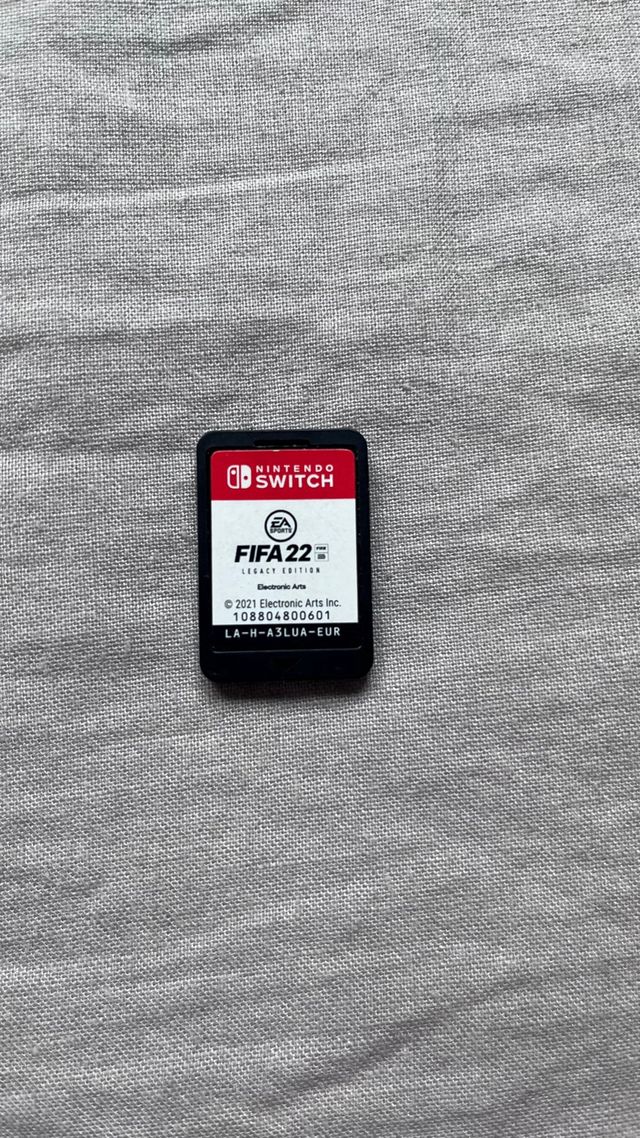 NINTENDO
SWITCH
EA
SPORTS
FIFA 22
LEGACY EDITION
Electronic Arts
© 2021 Electronic Arts Inc.
108804800601
LA-H-A3LUA-EUR